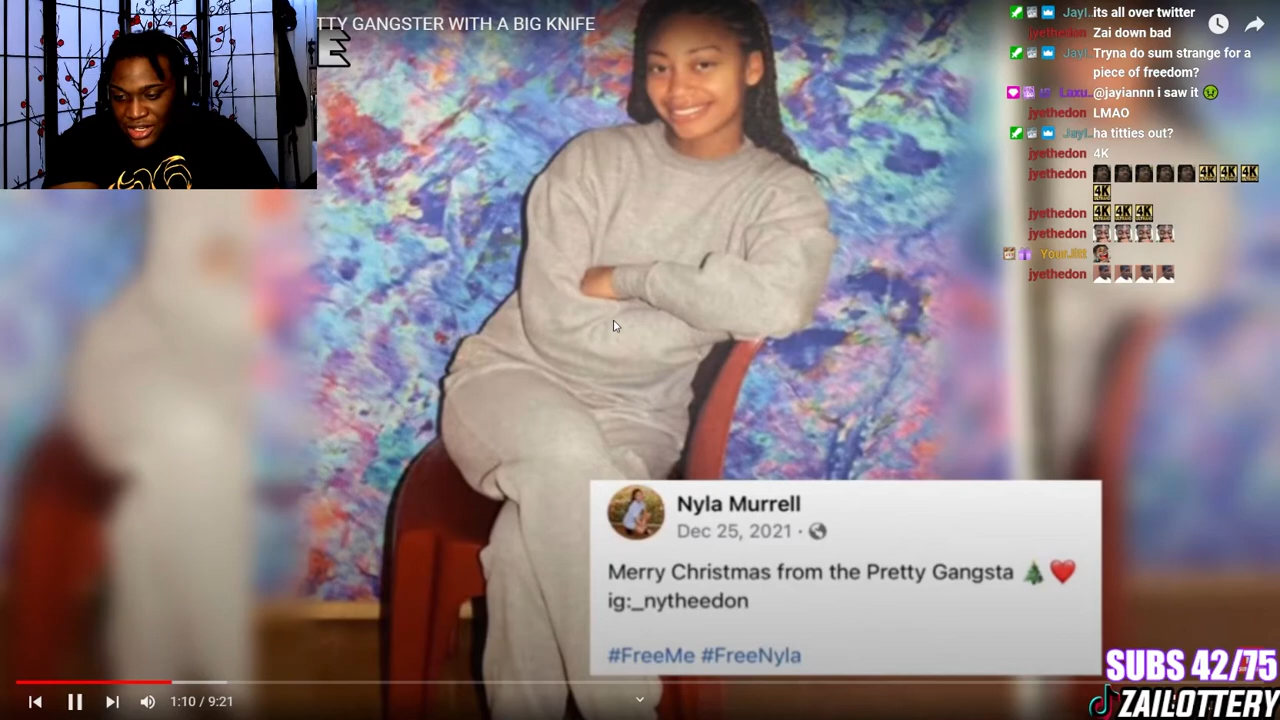 TTY GANGSTER WITH A BIG KNIFE
E
Jayl..its all over twitter
jyethedon Zai down bad
Jayl..Tryna do sum strange for a
piece of freedom?
Laxu..@jayiannn i saw it
jyethedon LMAO
Jayl..ha titties out?
jyethedon 4K
jyethedon 4K 4K 4K
4K
jyethedon 4K 4K 4K
jyethedon
jyethedon
Nyla Murrell
Dec 25, 2021 ·
Merry Christmas from the Pretty Gangsta
ig:_nytheedon
#FreeMe #FreeNyla
1:10 / 9:21
SUBS 42/75
ZAILOTTERY